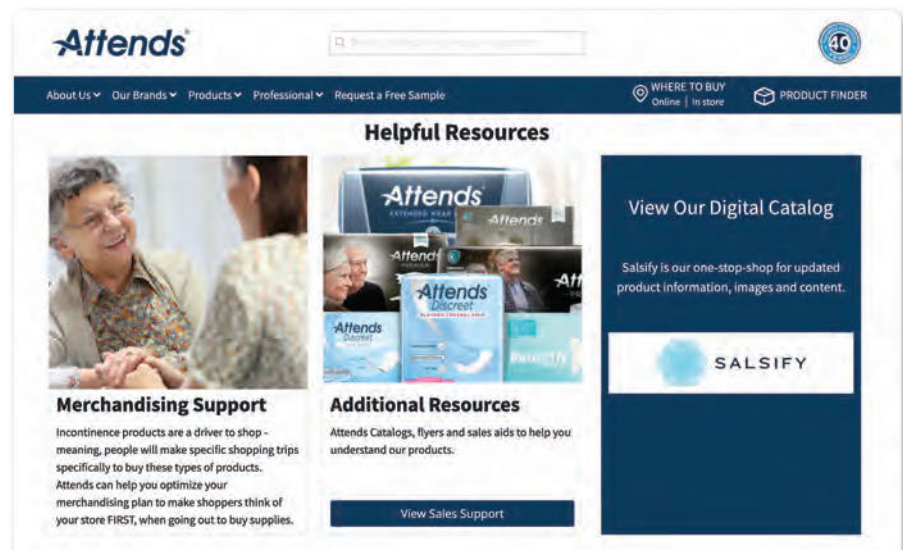 Attends
40
About Us Our Brands Products Professional Request a Free Sample
WHERE TO BUY
Online | In store
PRODUCT FINDER
Helpful Resources
Attends
EXTENDED WEAR
Attends
Attends
Attends
Discreet
Attends
Discreet
Merchandising Support
Incontinence products are a driver to shop -
meaning, people will make specific shopping trips
specifically to buy these types of products.
Attends can help you optimize your
merchandising plan to make shoppers think of
your store FIRST, when going out to buy supplies.
Additional Resources
Attends Catalogs, flyers and sales aids to help you
understand our products.
View Sales Support
View Our Digital Catalog
Salsify is our one-stop-shop for updated
product information, images and content.
SALSIFY